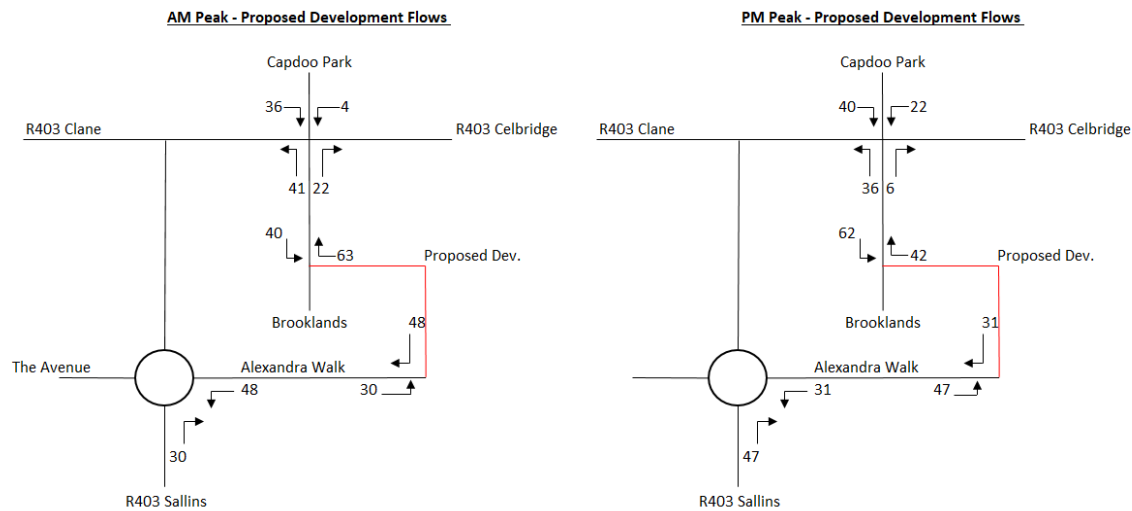 AM Peak - Proposed Development Flows
Capdoo Park
36
4
R403 Clane
R403 Celbridge
41
22
40
63
Proposed Dev.
Brooklands
48
The Avenue
Alexandra Walk
48
30
30
R403 Sallins
PM Peak - Proposed Development Flows
Capdoo Park
40
22
R403 Clane
R403 Celbridge
36
6
62
42
Proposed Dev.
Brooklands
31
Alexandra Walk
31
47
47
R403 Sallins